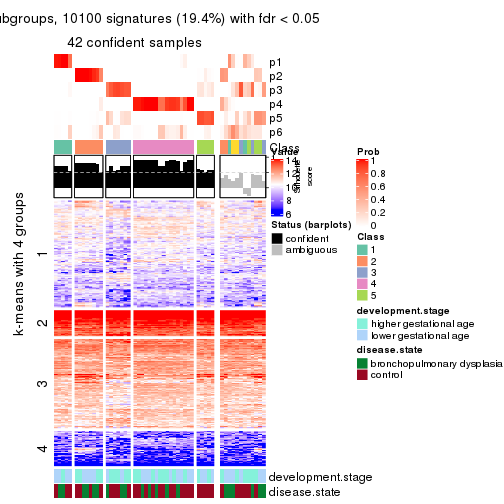 ubgroups, 10100 signatures (19.4%) with fdr < 0.05
42 confident samples
p1
p2
p3
p4
p5
p6
Class
k-means with 4 groups
1
2
3
4
development.stage
disease.state
Value
14
12
10
8
6
score
Status (barplots)
confident
ambiguous
Prob
1
0.8
0.6
0.4
0.2
0
Class
1
2
3
4
5
development.stage
higher gestational age
lower gestational age
disease.state
bronchopulmonary dysplasia
control